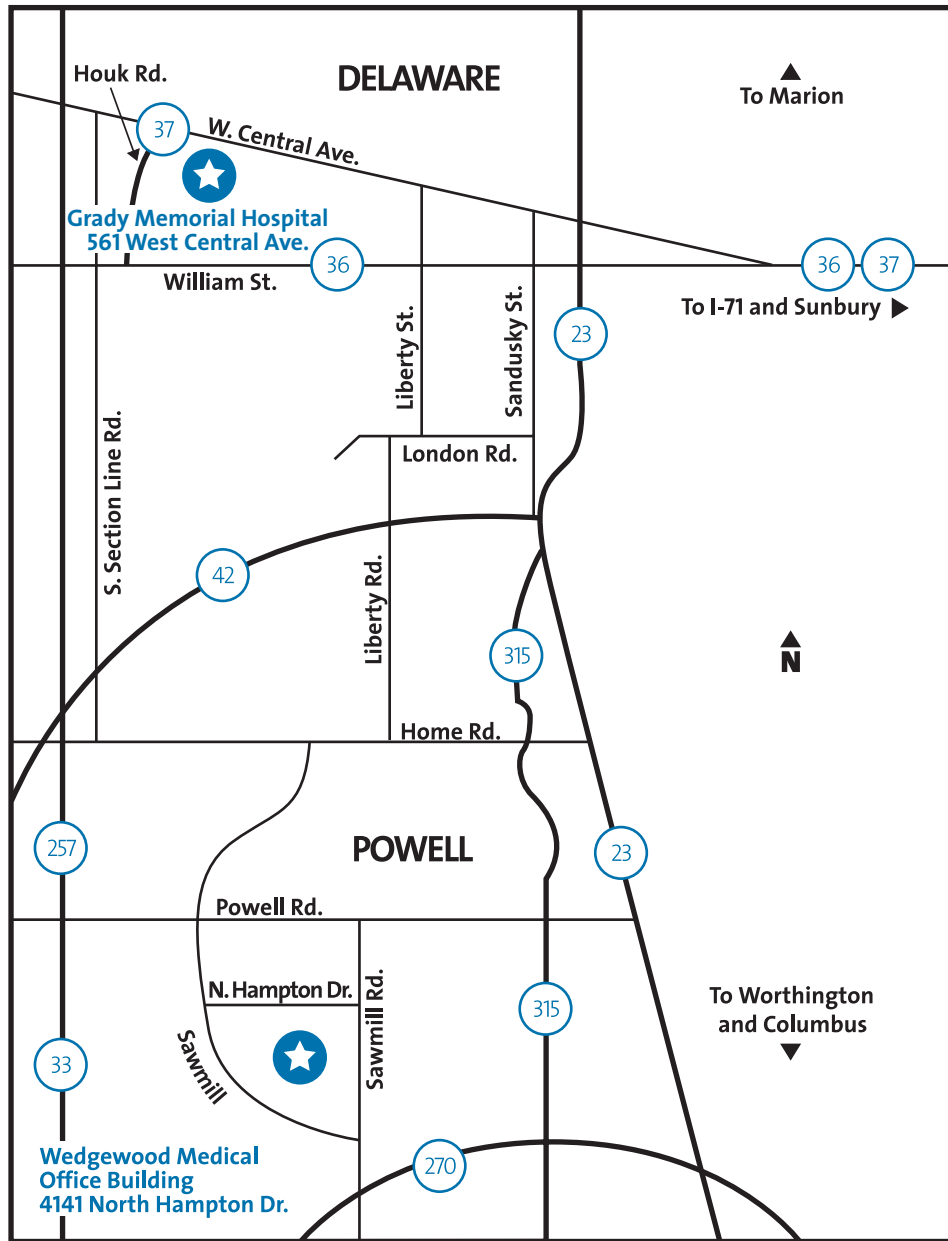 Houk Rd.
DELAWARE
To Marion
37
W. Central Ave.
Grady Memorial Hospital
561 West Central Ave.
36
William St.
36
37
To I-71 and Sunbury
23
Liberty St.
Sandusky St.
S. Section Line Rd.
London Rd.
42
Liberty Rd.
315
N
Home Rd.
257
POWELL
23
Powell Rd.
N. Hampton Dr.
Sawmill Rd.
315
To Worthington
and Columbus
Sawmill
33
Wedgewood Medical
Office Building
4141 North Hampton Dr.
270